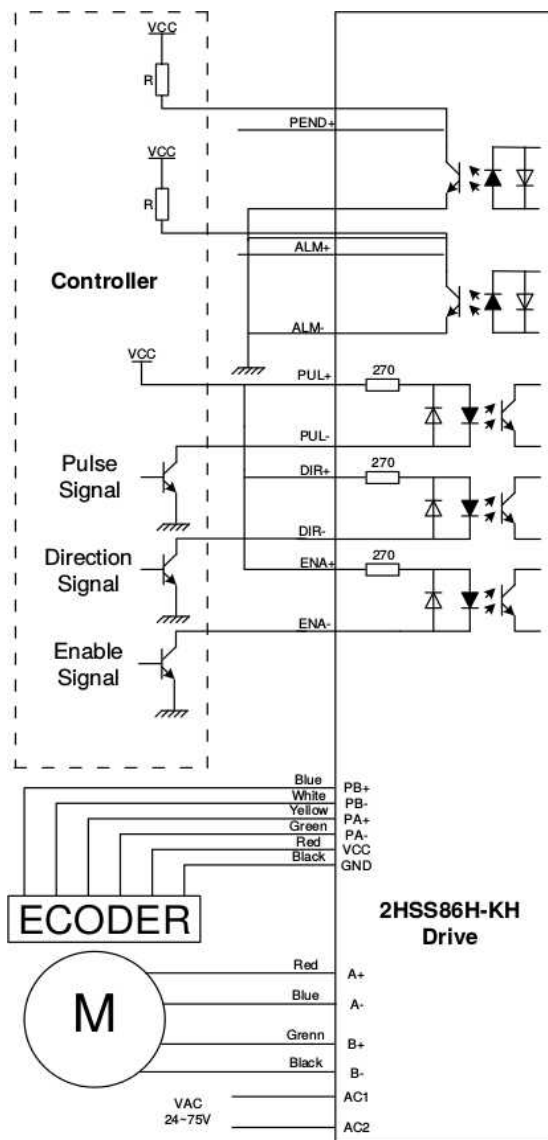 VCC
R
PEND+
VCC
R
ALM+
Controller
ALM-
VCC
PUL+
270
PUL-
Pulse
Signal
DIR+
270
DIR-
Direction
Signal
ENA+
270
ENA-
Enable
Signal
Blue
PB+
White
PB-
Yellow
PA+
Green
PA-
Red
VCC
Black
GND
ECODER
2HSS86H-KH
Drive
M
Red
A+
Blue
A-
Grenn
B+
Black
B-
VAC
24~75V
AC1
AC2